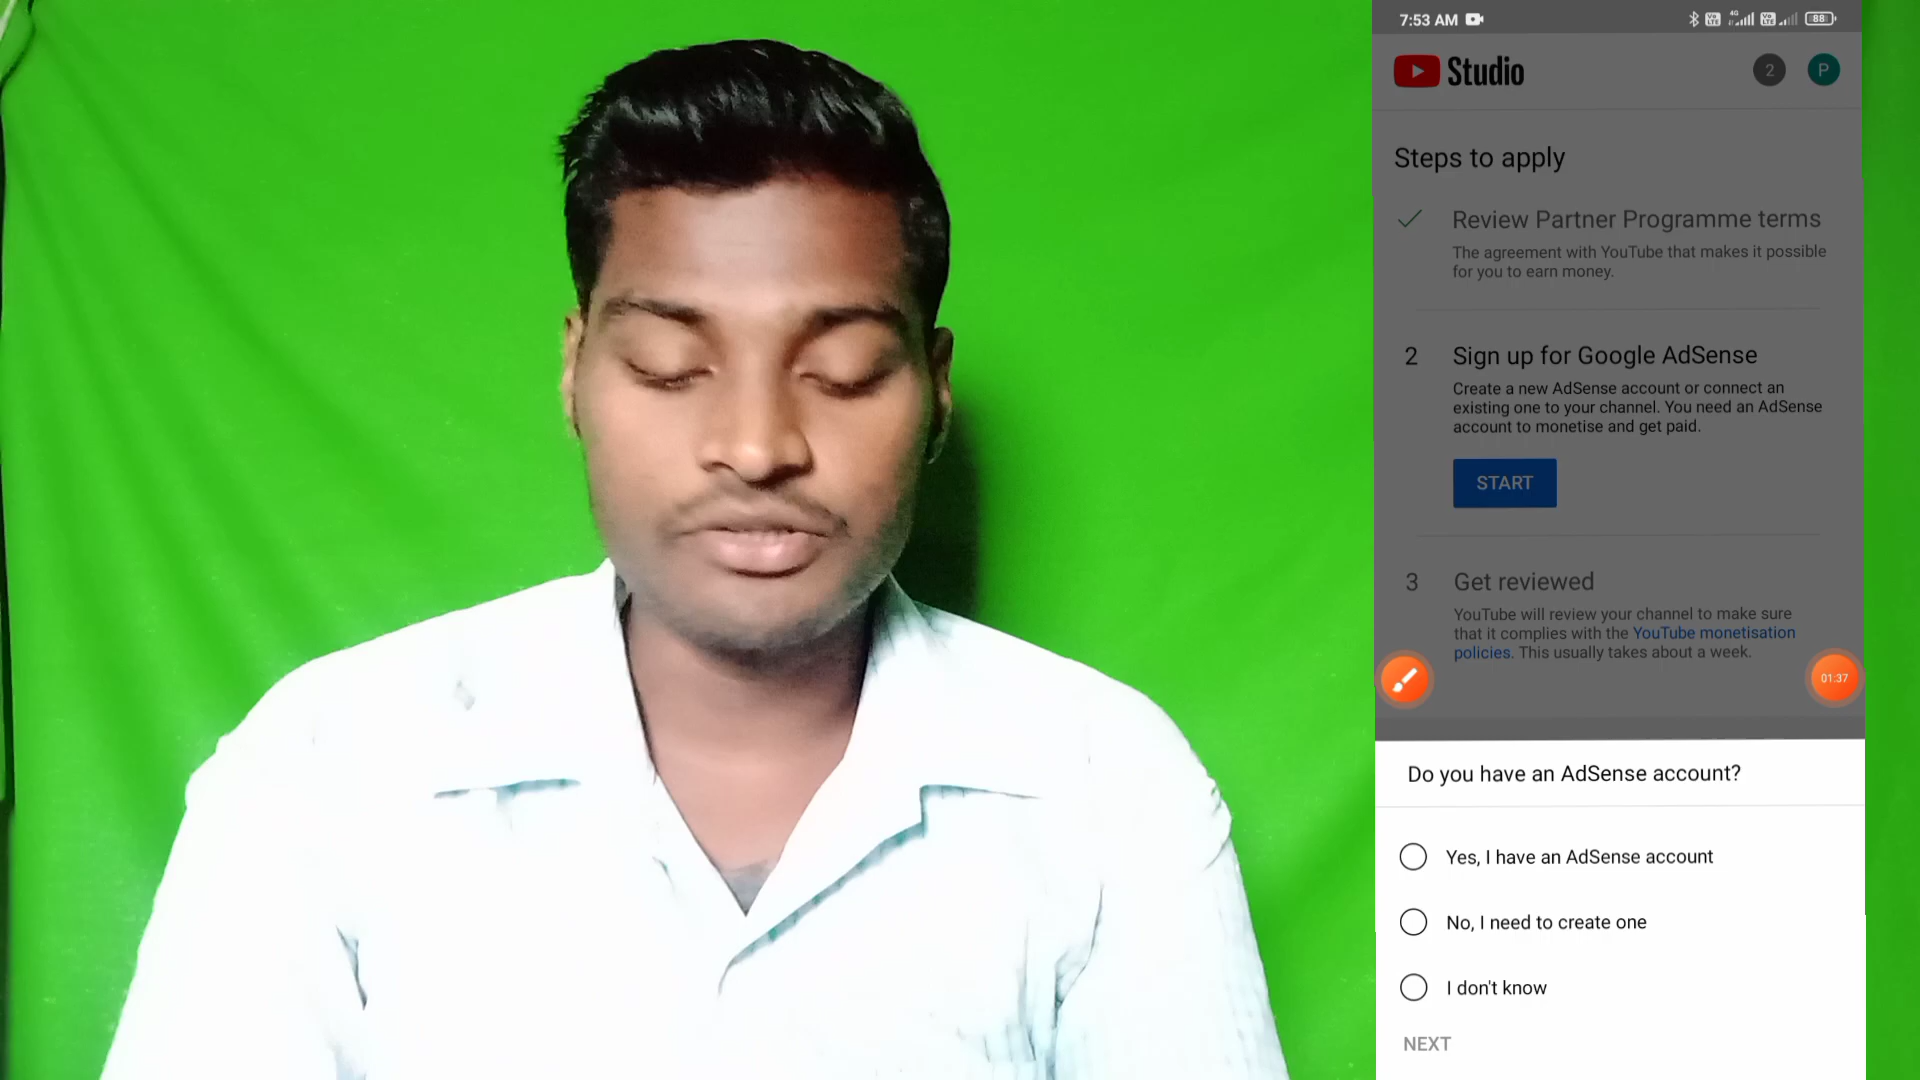 7:53 AM
88
Studio
2
P
Steps to apply
Review Partner Programme terms
The agreement with YouTube that makes it possible
for you to earn money.
2
Sign up for Google AdSense
Create a new AdSense account or connect an
existing one to your channel. You need an AdSense
account to monetise and get paid.
START
3
Get reviewed
YouTube will review your channel to make sure
that it complies with the YouTube monetisation
policies. This usually takes about a week.
01:37
Do you have an AdSense account?
Yes, I have an AdSense account
No, I need to create one
I don't know
NEXT